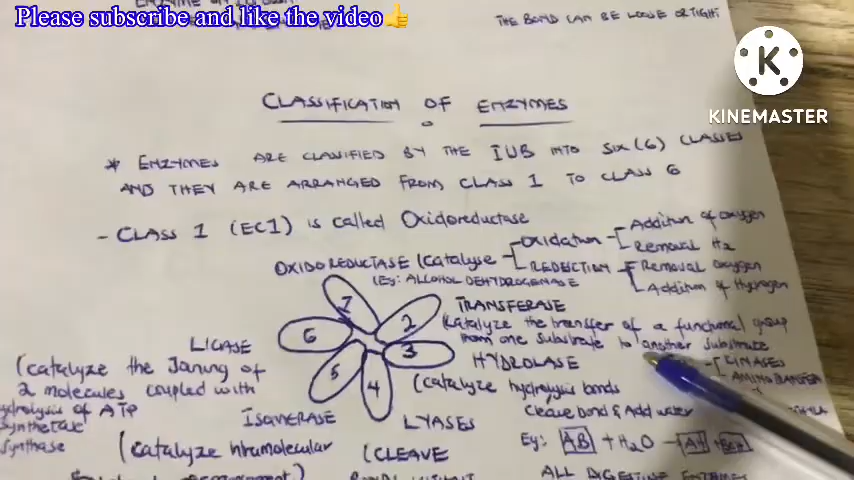 Please subscribe and like the video👍
THE BOND CAN BE LOOSE OR TIGHT
K
KINEMASTER
CLASSIFICATION OF ENZYMES
* ENZYMES ARE CLASSIFIED BY THE IUB INTO SIX (6) CLASSES
AND THEY ARE ARRANGED FROM CLASS 1 TO CLASS 6
- CLASS 1 (EC1) is called Oxidoreductase
OXIDOREDUCTASE (catalyse
Oxidation
Addition of oxygen
Removal H2
REDUCTION
Removal oxygen
Addition of Hydrogen
(Eg: ALCOHOL DEHYDROGENASE
1
2
3
4
5
6
TRANSFERASE
(Catalyze the transfer of a functional group
from one substrate to another substrate
KINASES
HYDROLASE
(catalyze hydrolysis bonds
Cleave bond & Add water
Eg: AB + H2O
LYASES
(CLEAVE
ALL DIGESTIVE
LIGASE
(catalyze the Joining of
2 molecules coupled with
of ATP
Synthase
ISOMERASE
(catalyze Intramolecular